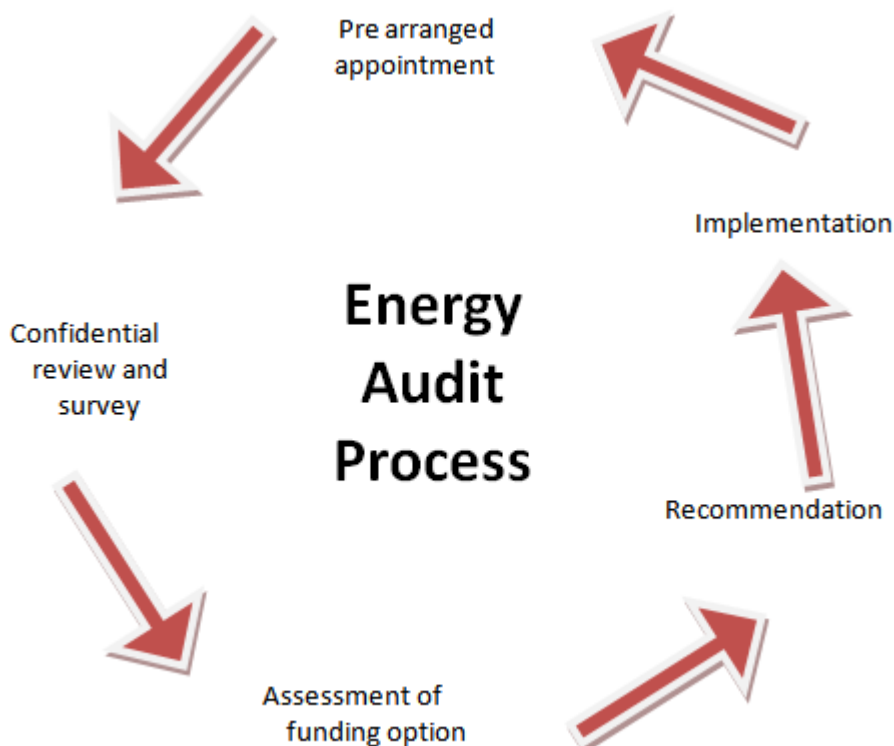 Pre arranged
appointment
Confidential
review and
survey
Assessment of
funding option
Recommendation
Implementation
Energy
Audit
Process